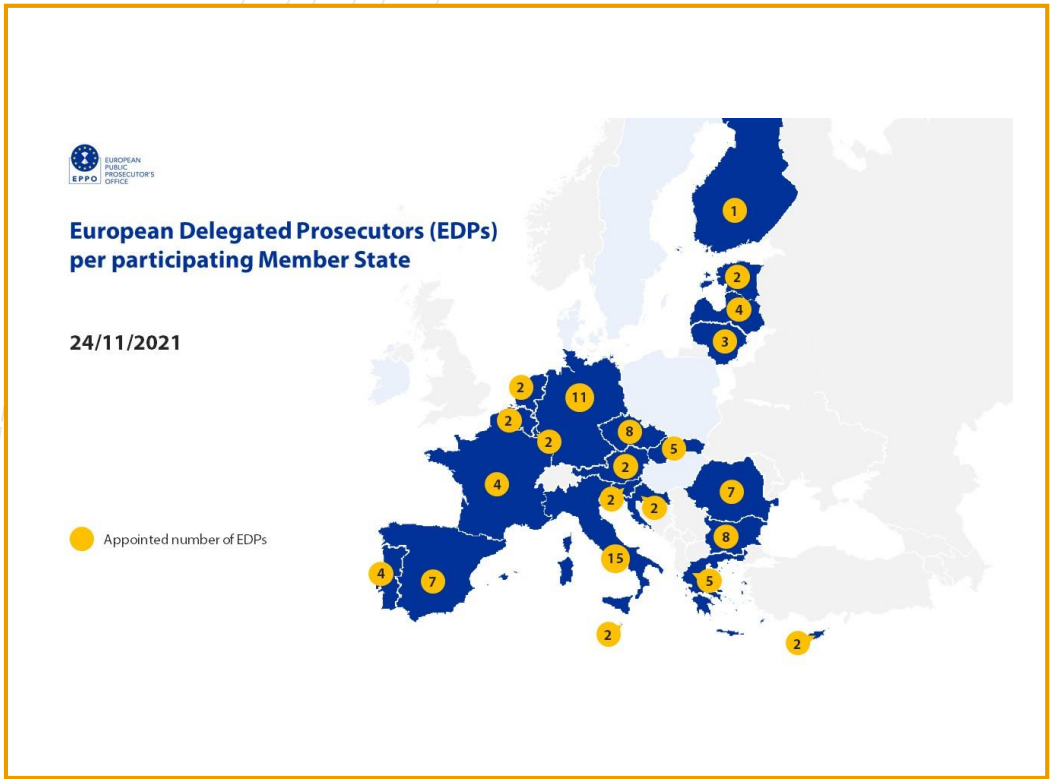 EPPO
EUROPEAN
PUBLIC
PROSECUTOR'S
OFFICE
European Delegated Prosecutors (EDPs)
per participating Member State
24/11/2021
1
2
4
3
2
11
2
8
2
5
2
4
7
2
2
8
15
4
7
5
2
2
Appointed number of EDPs